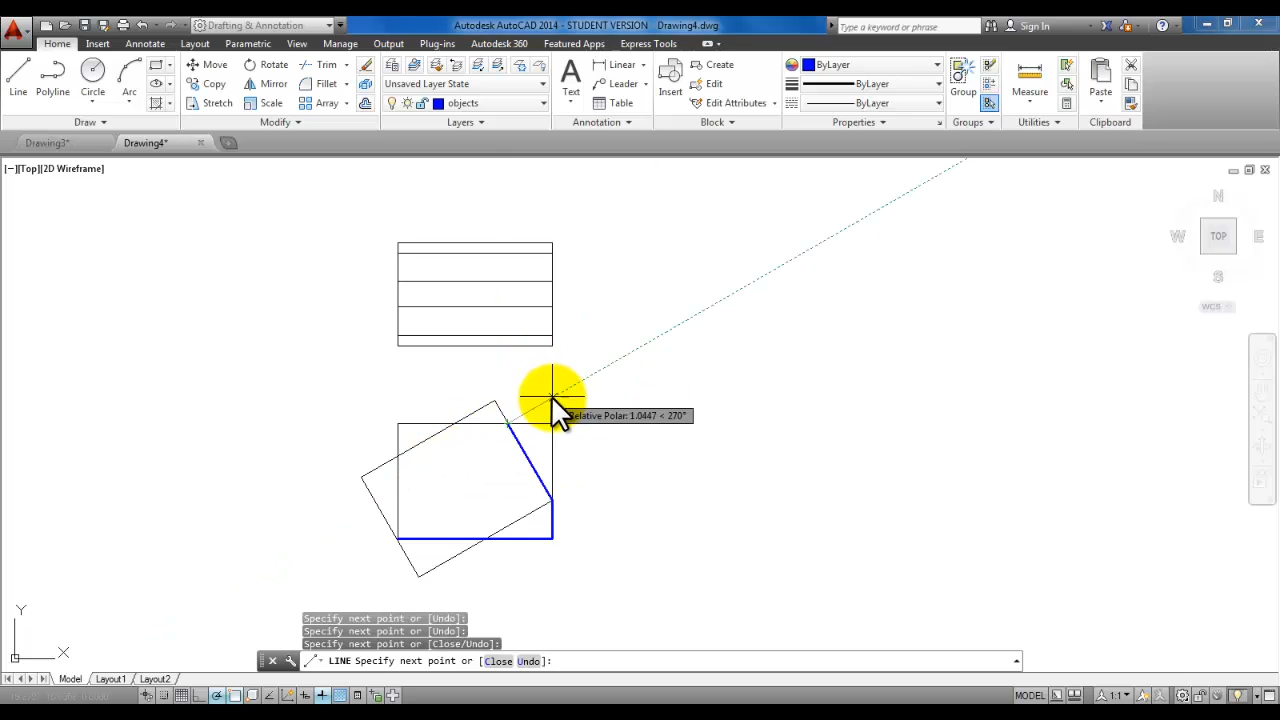 Drafting & Annotation
Autodesk AutoCAD 2014 - STUDENT VERSION Drawing4.dwg
Type a keyword or phrase
Sign In
Home Insert Annotate Layout Parametric View Manage Output Plug-ins Autodesk 360 Featured Apps Express Tools
Line
Polyline
Circle
Arc
Move
Rotate
Trim
Copy
Mirror
Fillet
Stretch
Scale
Array
Unsaved Layer State
objects
Text
Linear
Leader
Table
Insert
Create
Edit
Edit Attributes
ByLayer
ByLayer
ByLayer
Group
Measure
Paste
Draw Modify Layers Annotation Block Properties Groups Utilities Clipboard
Drawing3*
Drawing4*
[−][Top][2D Wireframe]
N
W TOP E
S
WCS
Relative Polar: 1.0447 < 270°
Y
X
Specify next point or [Undo]:
Specify next point or [Undo]:
Specify next point or [Close/Undo]:
LINE Specify next point or [Close Undo]:
Model Layout1 Layout2
MODEL
1:1